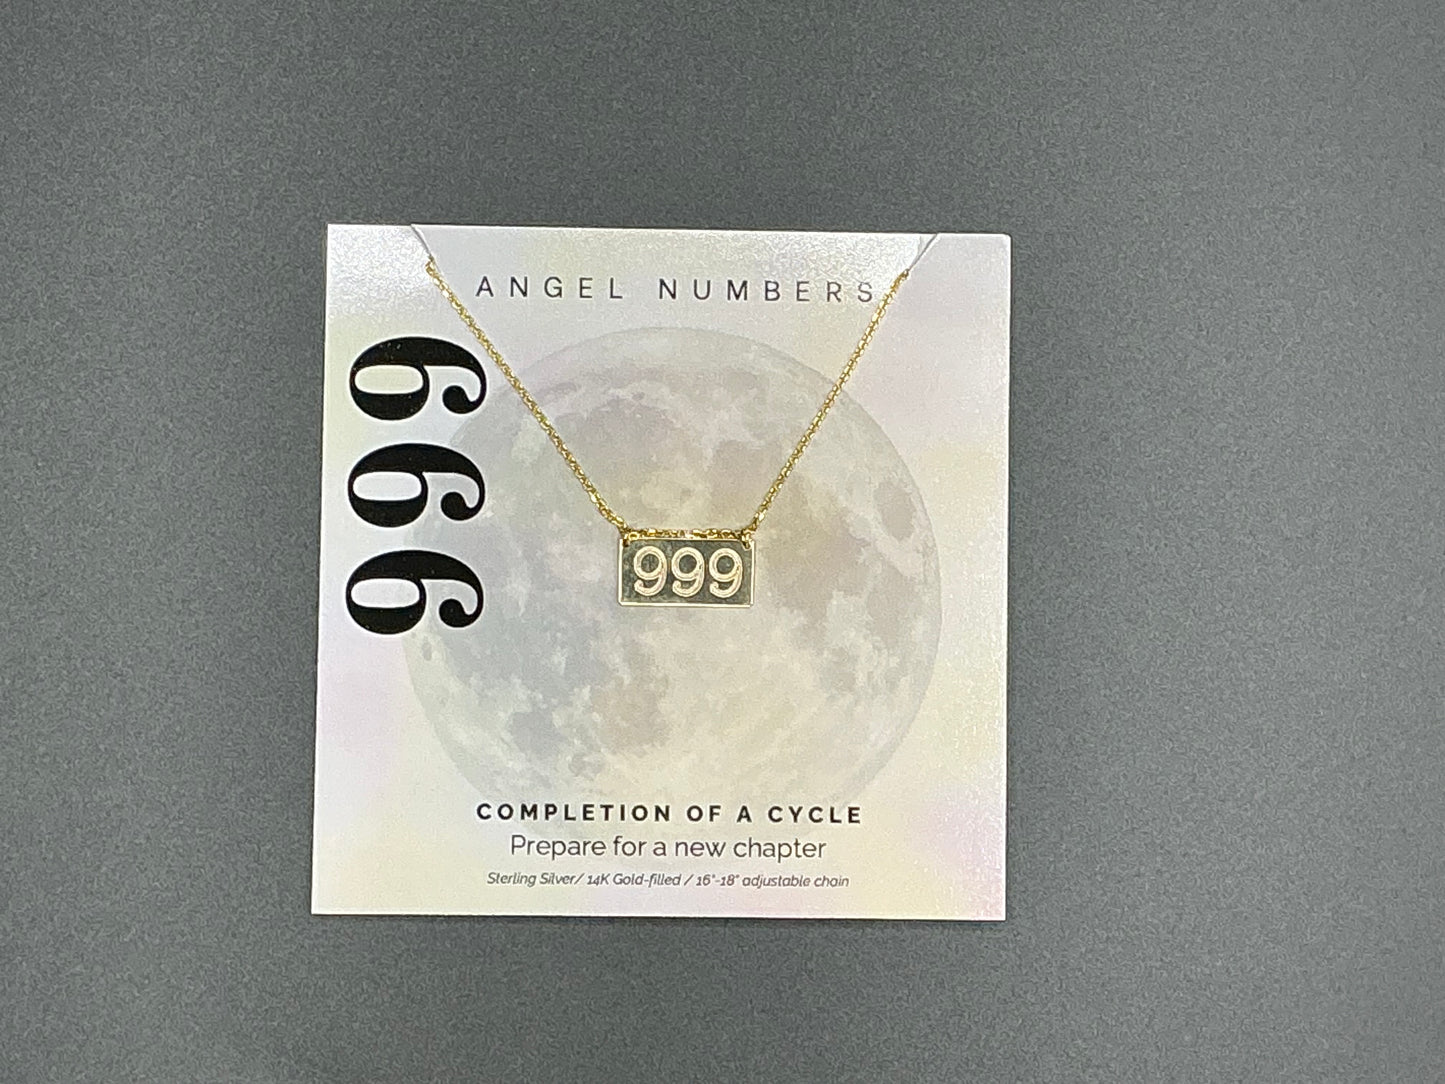 ANGEL NUMBERS
999
999
COMPLETION OF A CYCLE
Prepare for a new chapter
Sterling Silver/ 14K Gold-filled / 16"-18" adjustable chain